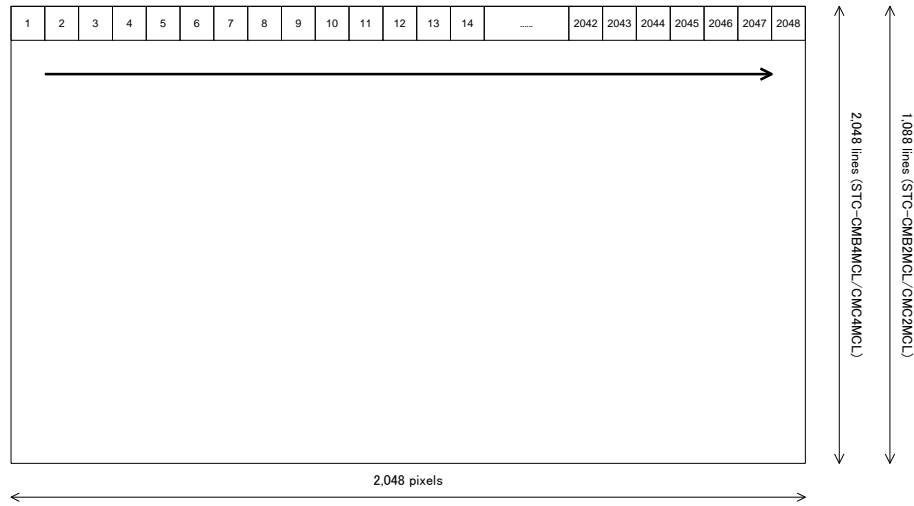 1 2 3 4 5 6 7 8 9 10 11 12 13 14 ...... 2042 2043 2044 2045 2046 2047 2048
2,048 lines (STC-CMB4MCL/CMC4MCL)
1,088 lines (STC-CMB2MCL/CMC2MCL)
2,048 pixels